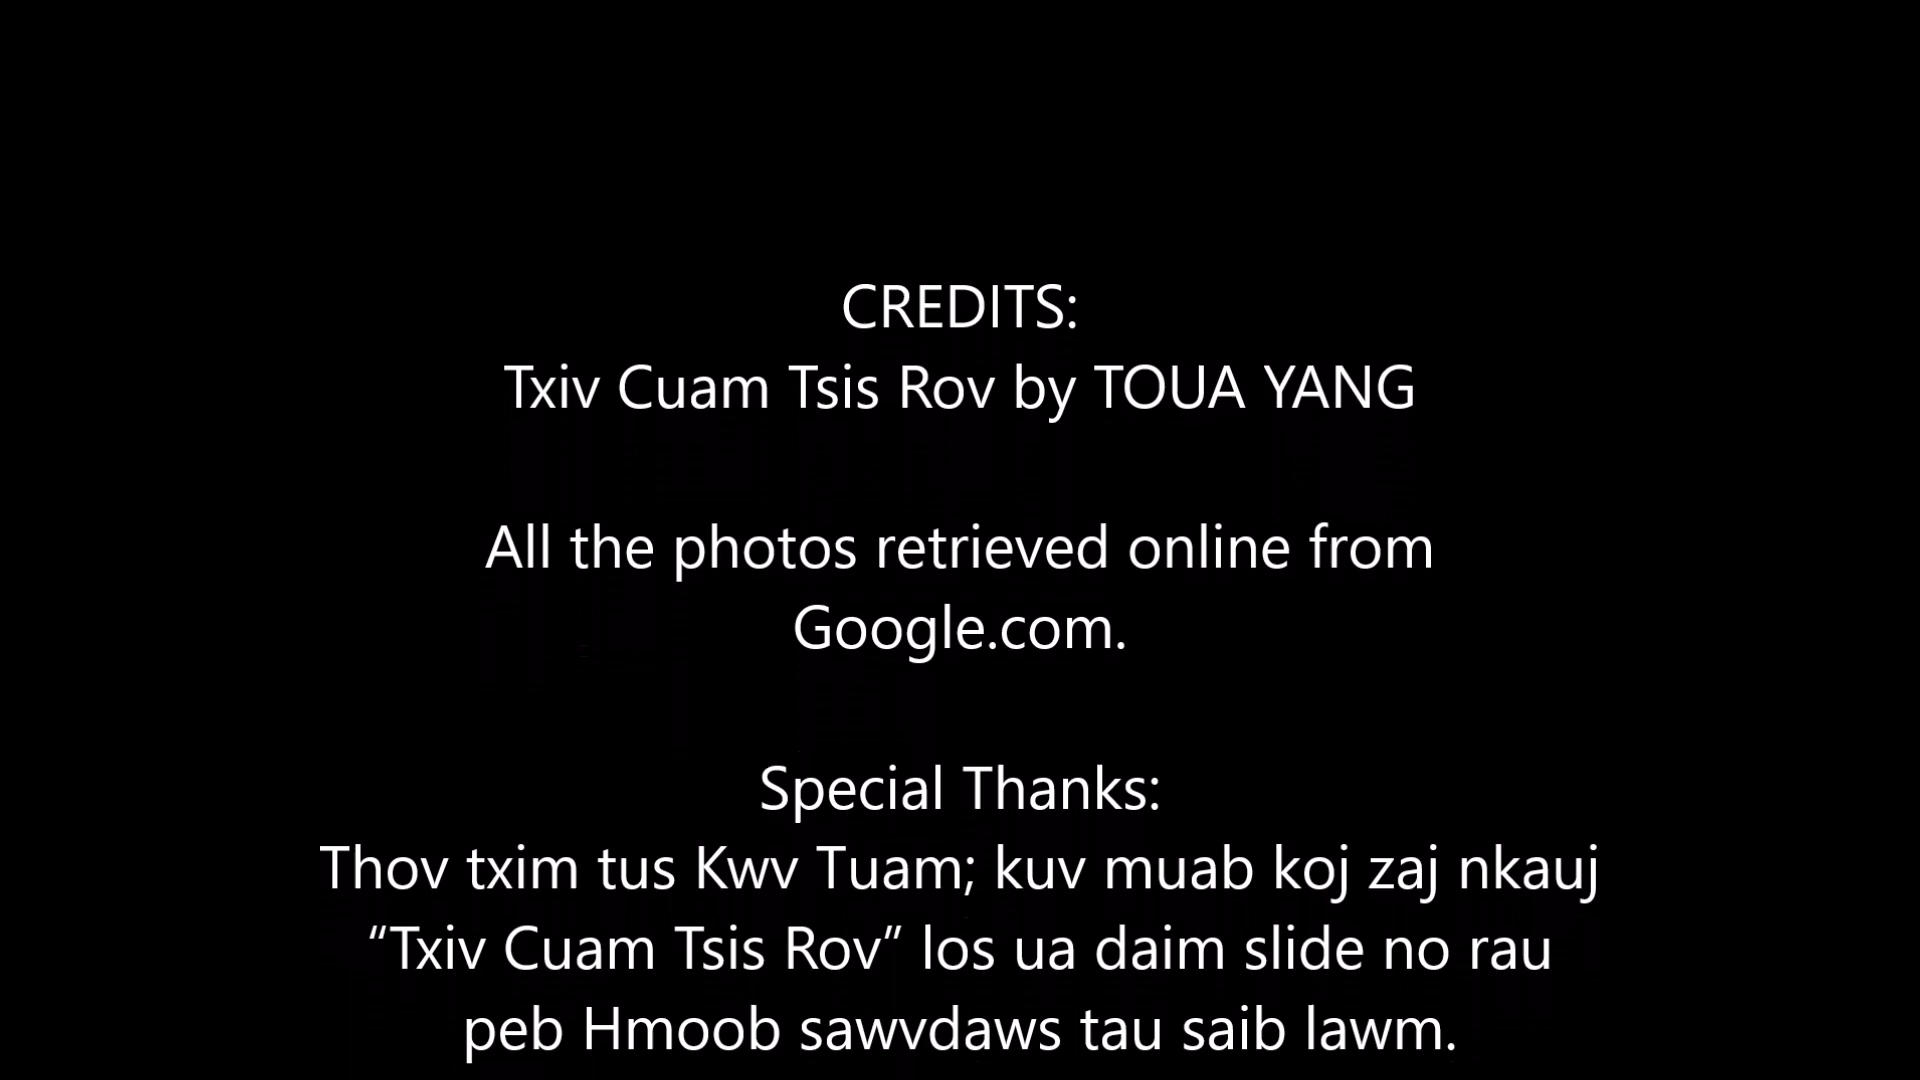 CREDITS:
Txiv Cuam Tsis Rov by TOUA YANG
All the photos retrieved online from
Google.com.
Special Thanks:
Thov txim tus Kwv Tuam; kuv muab koj zaj nkauj
“Txiv Cuam Tsis Rov” los ua daim slide no rau
peb Hmoob sawvdaws tau saib lawm.